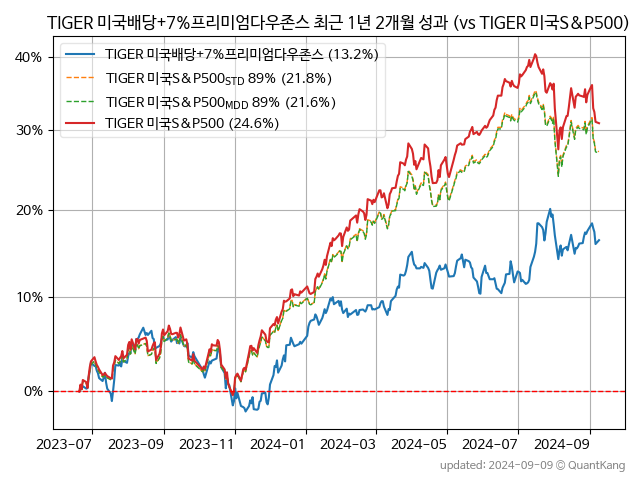 TIGER 미국배당+7%프리미엄다우존스 최근 1년 2개월 성과 (vs TIGER 미국S&P500)
TIGER 미국배당+7%프리미엄다우존스 (13.2%)
TIGER 미국S&P500STD 89% (21.8%)
TIGER 미국S&P500MDD 89% (21.6%)
TIGER 미국S&P500 (24.6%)
40%
30%
20%
10%
0%
2023-07 2023-09 2023-11 2024-01 2024-03 2024-05 2024-07 2024-09
updated: 2024-09-09 © QuantKang